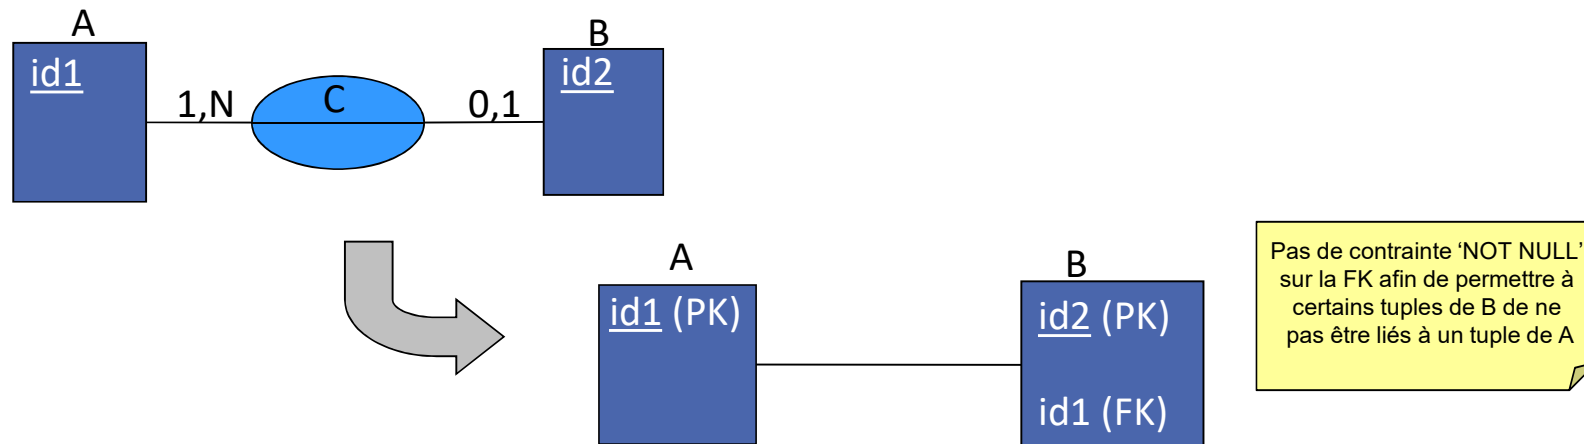 A
B
id1
id2
1,N
C
0,1
A
B
id1 (PK)
id2 (PK)
id1 (FK)
Pas de contrainte ‘NOT NULL’
sur la FK afin de permettre à
certains tuples de B de ne
pas être liés à un tuple de A